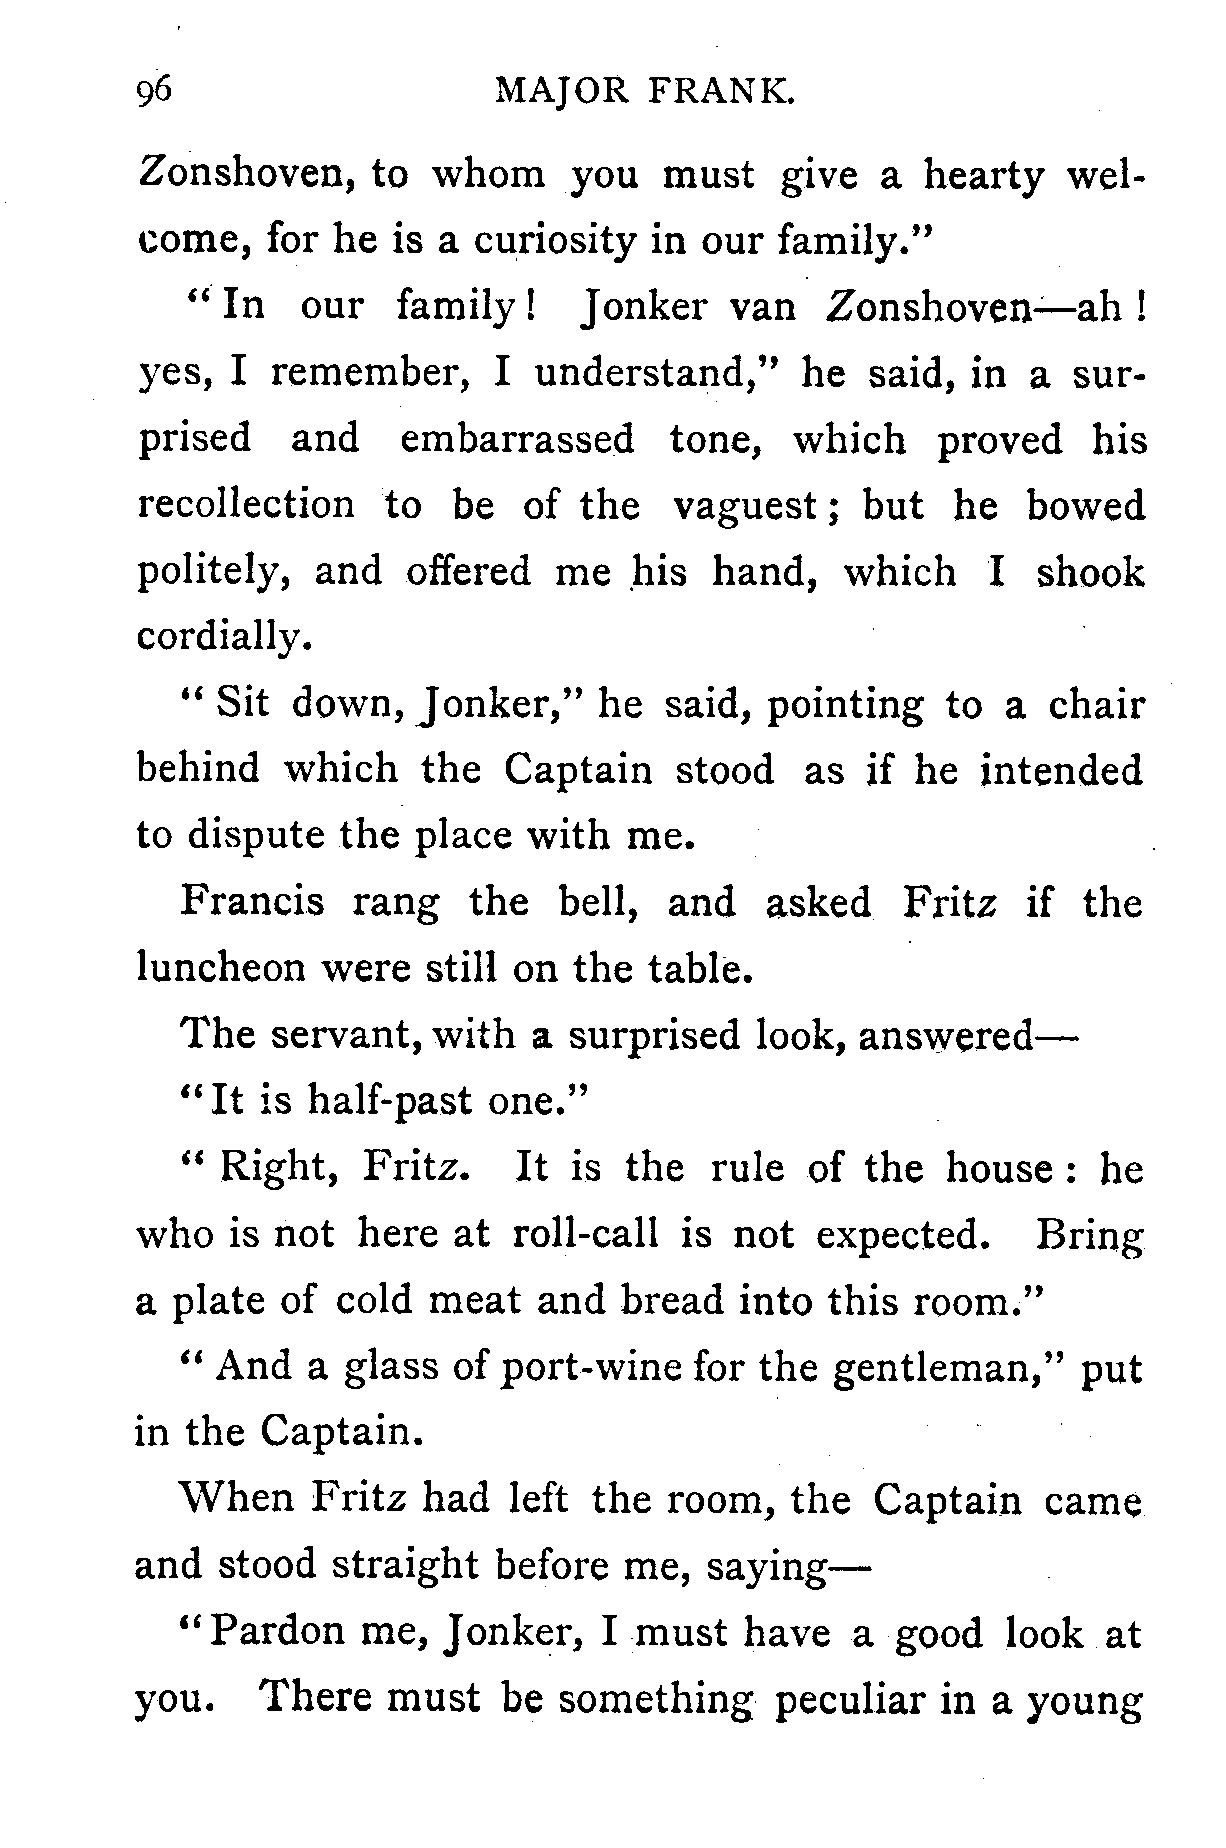 96 MAJOR FRANK.
Zonshoven, to whom you must give a hearty wel-
come, for he is a curiosity in our family."
"In our family! Jonker van Zonshoven—ah!
yes, I remember, I understand," he said, in a sur-
prised and embarrassed tone, which proved his
recollection to be of the vaguest; but he bowed
politely, and offered me his hand, which I shook
cordially.
"Sit down, Jonker," he said, pointing to a chair
behind which the Captain stood as if he intended
to dispute the place with me.
Francis rang the bell, and asked Fritz if the
luncheon were still on the table.
The servant, with a surprised look, answered—
"It is half-past one."
"Right, Fritz. It is the rule of the house: he
who is not here at roll-call is not expected. Bring
a plate of cold meat and bread into this room."
"And a glass of port-wine for the gentleman," put
in the Captain.
When Fritz had left the room, the Captain came
and stood straight before me, saying—
"Pardon me, Jonker, I must have a good look at
you. There must be something peculiar in a young